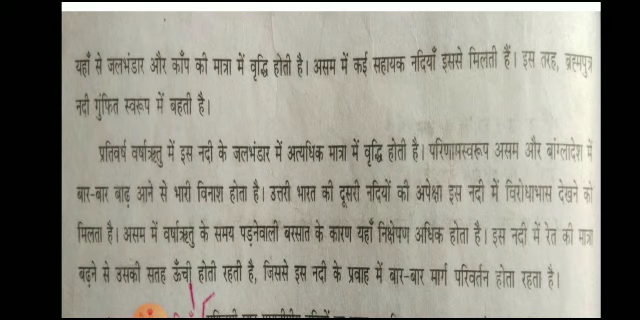 यहाँ से जलभंडार और काँप की मात्रा में वृद्धि होती है। असम में कई सहायक नदियाँ इससे मिलती हैं। इस तरह, ब्रह्मपुत्र
नदी गुंफित स्वरूप में बहती है।
प्रतिवर्ष वर्षाऋतु में इस नदी के जलभंडार में अत्यधिक मात्रा में वृद्धि होती है। परिणामस्वरूप असम और बांग्लादेश में
बार-बार बाढ़ आने से भारी विनाश होता है। उत्तरी भारत की दूसरी नदियों की अपेक्षा इस नदी में विरोधाभास देखने को
मिलता है। असम में वर्षाऋतु के समय पड़नेवाली बरसात के कारण यहाँ निक्षेपण अधिक होता है। इस नदी में रेत की मात्रा
बढ़ने से उसकी सतह ऊँची होती रहती है, जिससे इस नदी के प्रवाह में बार-बार मार्ग परिवर्तन होता रहता है।